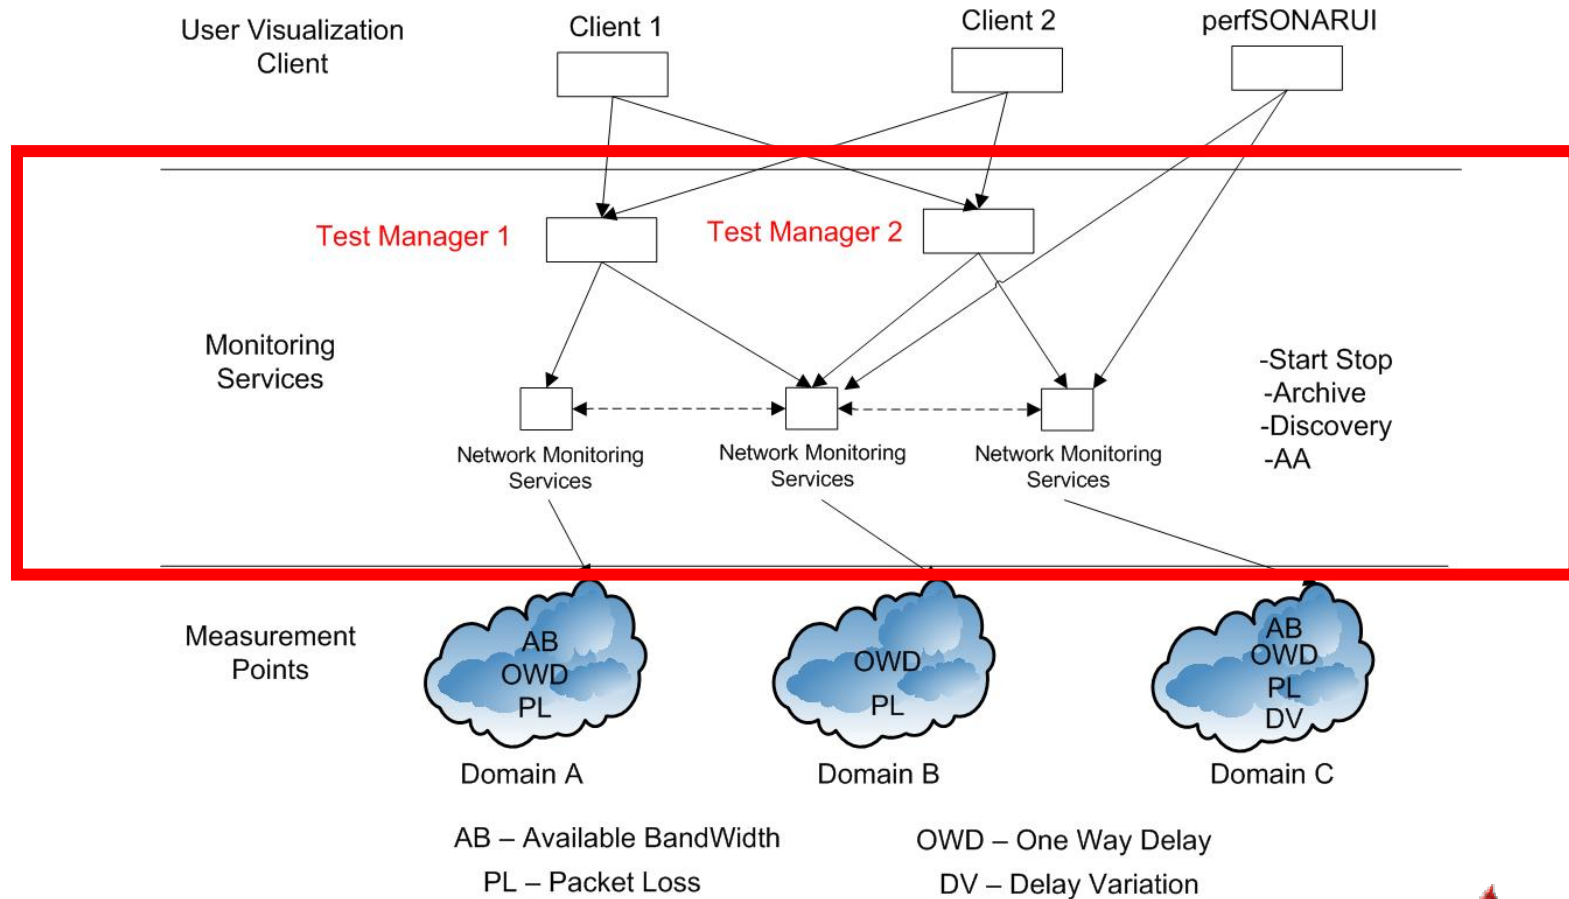 User Visualization
Client
Client 1
Client 2
perfSONARUI
Test Manager 1
Test Manager 2
Monitoring
Services
-Start Stop
-Archive
-Discovery
-AA
Network Monitoring
Services
Network Monitoring
Services
Network Monitoring
Services
Measurement
Points
AB
OWD
PL
OWD
PL
AB
OWD
PL
DV
Domain A
Domain B
Domain C
AB – Available BandWidth
OWD – One Way Delay
PL – Packet Loss
DV – Delay Variation